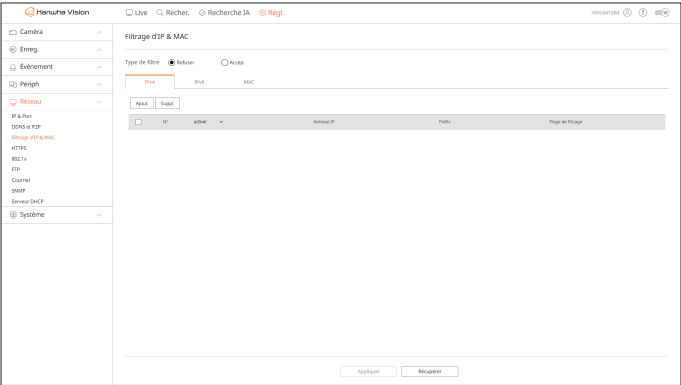 Hanwha Vision
Live Recher. Recherche IA Régl.
Caméra
Enreg.
Événement
Périph
Réseau
IP & Port
DDNS et P2P
Filtrage d'IP & MAC
HTTPS
802.1x
FTP
Courriel
SNMP
Serveur DHCP
Système
Filtrage d'IP & MAC
Type de filtre Refuser Accep.
IPv4 IPv6 MAC
Ajout Suppr
N° activer Adresse IP Préfix Plage de filtrage
Appliquer Récupérer